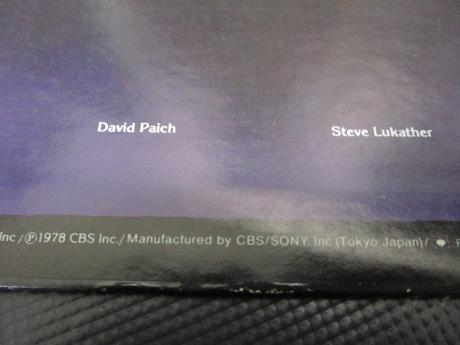 David Paich
Steve Lukather
Inc / ℗1978 CBS Inc./ Manufactured by CBS/SONY Inc (Tokyo Japan)/